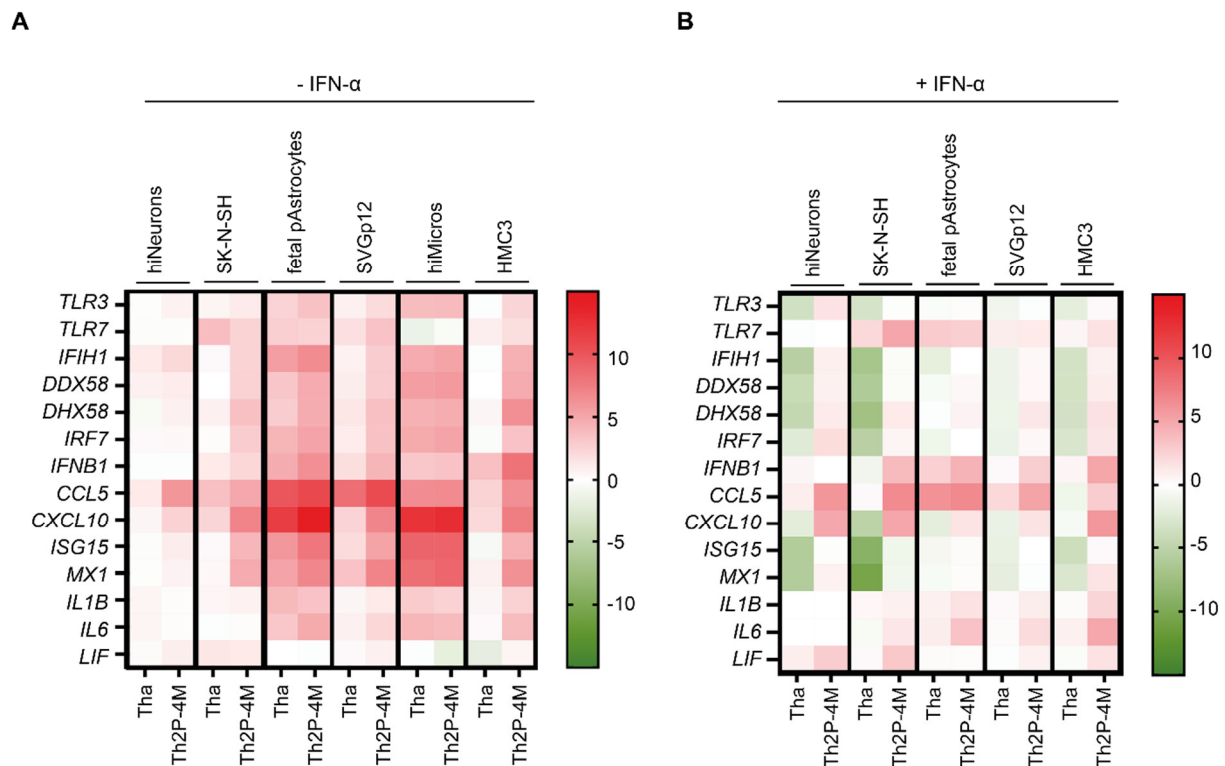 A
B
- IFN-α
+ IFN-α
hiNeurons
SK-N-SH
fetal pAstrocytes
SVGp12
hiMicros
HMC3
hiNeurons
SK-N-SH
fetal pAstrocytes
SVGp12
HMC3
TLR3
TLR7
IFIH1
DDX58
DHX58
IRF7
IFNB1
CCL5
CXCL10
ISG15
MX1
IL1B
IL6
LIF
10
5
0
-5
-10
TLR3
TLR7
IFIH1
DDX58
DHX58
IRF7
IFNB1
CCL5
CXCL10
ISG15
MX1
IL1B
IL6
LIF
10
5
0
-5
-10
Tha
Th2P-4M
Tha
Th2P-4M
Tha
Th2P-4M
Tha
Th2P-4M
Tha
Th2P-4M
Tha
Th2P-4M
Tha
Th2P-4M
Tha
Th2P-4M
Tha
Th2P-4M
Tha
Th2P-4M
Tha
Th2P-4M